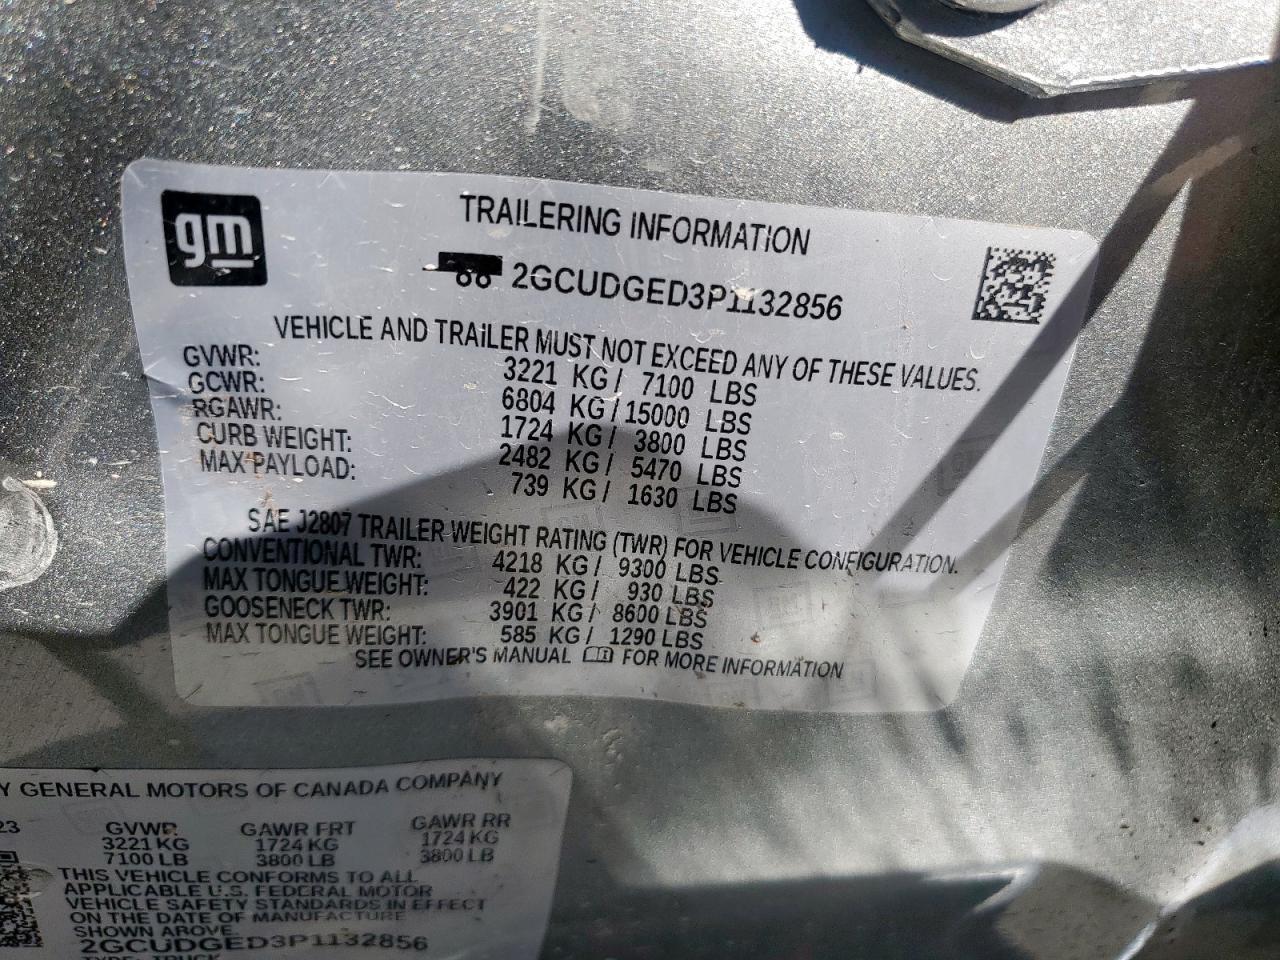 gm
TRAILERING INFORMATION
2GCUDGED3P1132856
VEHICLE AND TRAILER MUST NOT EXCEED ANY OF THESE VALUES.
GVWR: 3221 KG/ 7100 LBS
GCWR: 6804 KG/15000 LBS
RGAWR: 1724 KG/ 3800 LBS
CURB WEIGHT: 2482 KG/ 5470 LBS
MAX PAYLOAD: 739 KG/ 1630 LBS
SAE J2807 TRAILER WEIGHT RATING (TWR) FOR VEHICLE CONFIGURATION.
CONVENTIONAL TWR: 4218 KG/ 9300 LBS
MAX TONGUE WEIGHT: 422 KG/ 930 LBS
GOOSENECK TWR: 3901 KG/ 8600 LBS
MAX TONGUE WEIGHT: 585 KG/ 1290 LBS
SEE OWNER'S MANUAL FOR MORE INFORMATION
Y GENERAL MOTORS OF CANADA COMPANY
23 GVWR GAWR FRT GAWR RR
3221 KG 1724 KG 1724 KG
7100 LB 3800 LB 3800 LB
THIS VEHICLE CONFORMS TO ALL
APPLICABLE U.S. FEDERAL MOTOR
VEHICLE SAFETY STANDARDS IN EFFECT
ON THE DATE OF MANUFACTURE
SHOWN ABOVE.
2GCUDGED3P1132856
TYPE: TRUCK